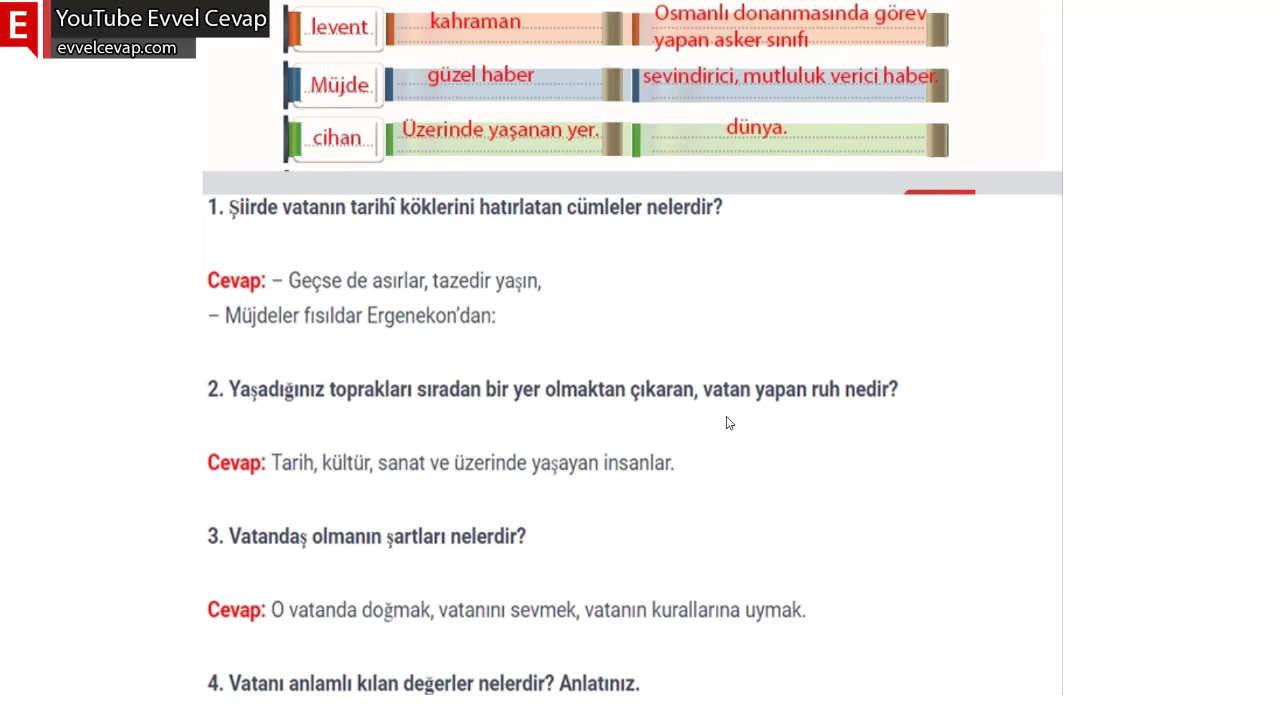 E YouTube Evvel Cevap
evvelcevap.com
levent kahraman Osmanlı donanmasında görev
yapan asker sınıfı
Müjde güzel haber sevindirici, mutluluk verici haber.
cihan Üzerinde yaşanan yer. dünya.
1. Şiirde vatanın tarihî köklerini hatırlatan cümleler nelerdir?
Cevap: – Geçse de asırlar, tazedir yaşın,
– Müjdeler fısıldar Ergenekon’dan:
2. Yaşadığınız toprakları sıradan bir yer olmaktan çıkaran, vatan yapan ruh nedir?
Cevap: Tarih, kültür, sanat ve üzerinde yaşayan insanlar.
3. Vatandaş olmanın şartları nelerdir?
Cevap: O vatanda doğmak, vatanını sevmek, vatanın kurallarına uymak.
4. Vatanı anlamlı kılan değerler nelerdir? Anlatınız.